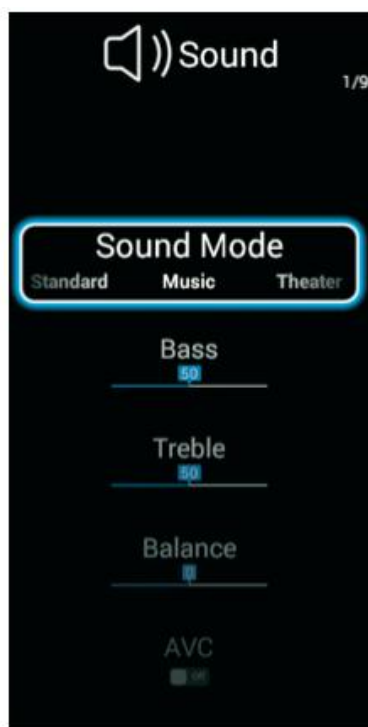 Sound
1/9
Sound Mode
Standard Music Theater
Bass
50
Treble
50
Balance
0
AVC
Off